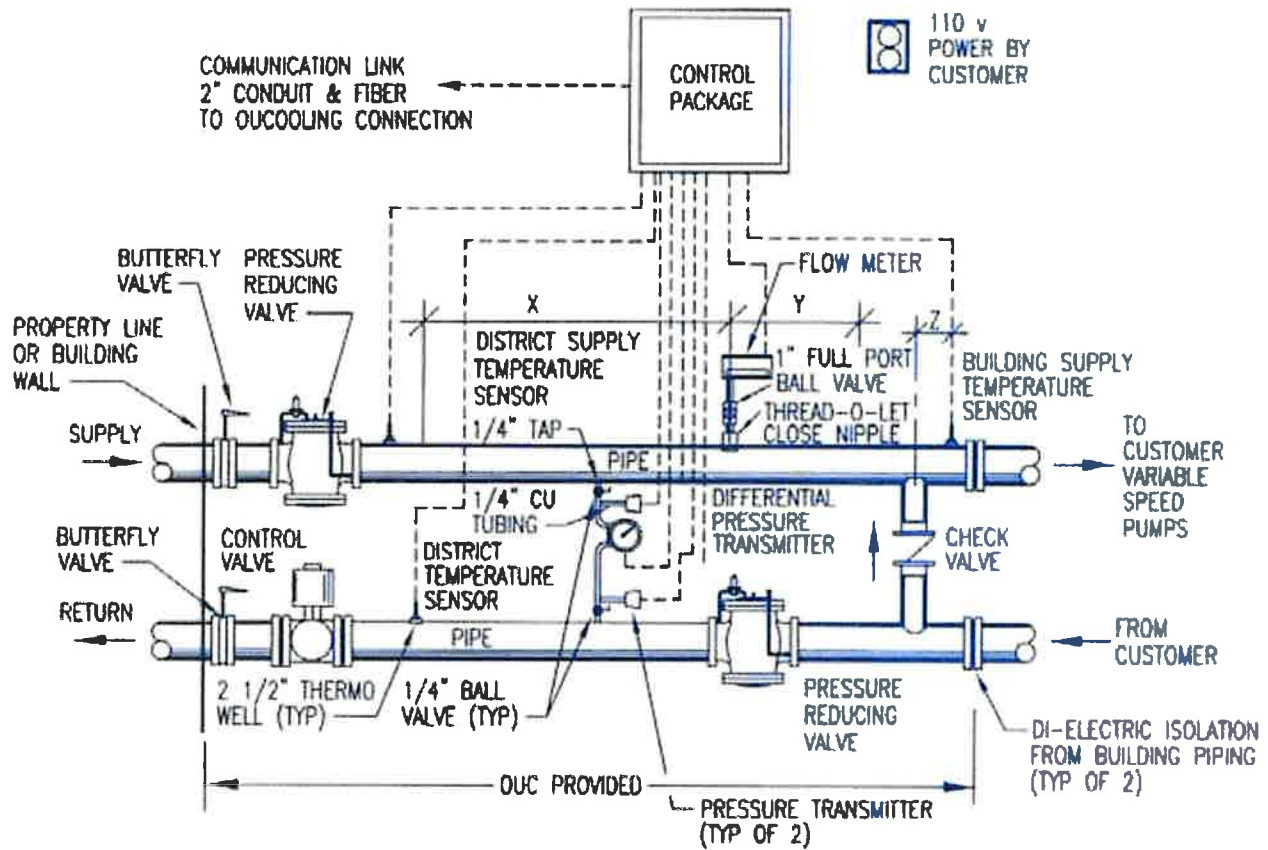 110 v
POWER BY
CUSTOMER
COMMUNICATION LINK
2" CONDUIT & FIBER
TO OUCOOLING CONNECTION
CONTROL
PACKAGE
BUTTERFLY
VALVE
PRESSURE
REDUCING
VALVE
FLOW METER
X
Y
Z
PROPERTY LINE
OR BUILDING
WALL
DISTRICT SUPPLY
TEMPERATURE
SENSOR
1" FULL PORT
BALL VALVE
BUILDING SUPPLY
TEMPERATURE
SENSOR
THREAD-O-LET
CLOSE NIPPLE
1/4" TAP
SUPPLY
PIPE
TO
CUSTOMER
VARIABLE
SPEED
PUMPS
1/4" CU
TUBING
DIFFERENTIAL
PRESSURE
TRANSMITTER
BUTTERFLY
VALVE
CONTROL
VALVE
DISTRICT
TEMPERATURE
SENSOR
CHECK
VALVE
RETURN
PIPE
FROM
CUSTOMER
2 1/2" THERMO
WELL (TYP)
1/4" BALL
VALVE (TYP)
PRESSURE
REDUCING
VALVE
DI-ELECTRIC ISOLATION
FROM BUILDING PIPING
(TYP OF 2)
OUC PROVIDED
PRESSURE TRANSMITTER
(TYP OF 2)